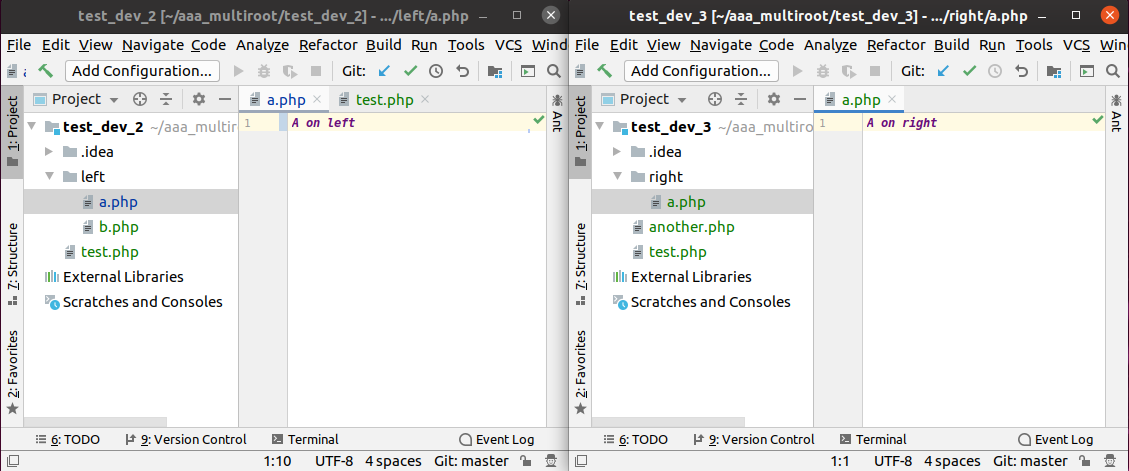 test_dev_2 [~/aaa_multiroot/test_dev_2] - .../left/a.php
File Edit View Navigate Code Analyze Refactor Build Run Tools VCS Wind
a Add Configuration... Git:
1: Project
7: Structure
2: Favorites
Project
test_dev_2 ~/aaa_multir
.idea
left
a.php
b.php
test.php
External Libraries
Scratches and Consoles
a.php test.php
1 A on left
Ant
6: TODO 9: Version Control Terminal Event Log
1:10 UTF-8 4 spaces Git: master
test_dev_3 [~/aaa_multiroot/test_dev_3] - .../right/a.php
File Edit View Navigate Code Analyze Refactor Build Run Tools VCS Windo
Add Configuration... Git:
1: Project
7: Structure
2: Favorites
Project
test_dev_3 ~/aaa_multiro
.idea
right
a.php
another.php
test.php
External Libraries
Scratches and Consoles
a.php
1 A on right
Ant
6: TODO 9: Version Control Terminal Event Log
1:1 UTF-8 4 spaces Git: master